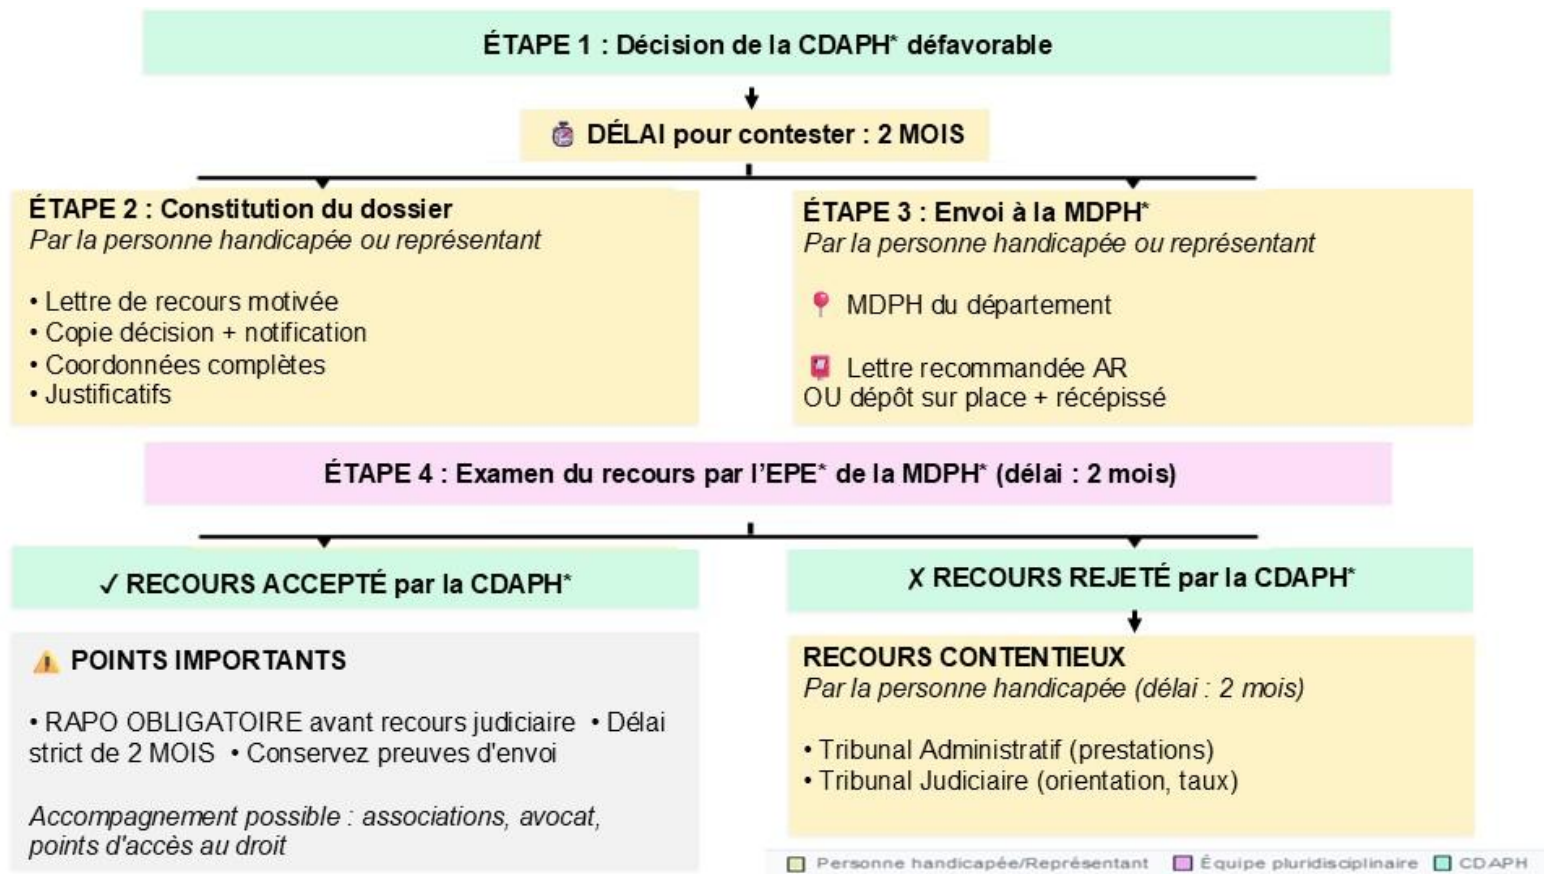 ÉTAPE 1 : Décision de la CDAPH* défavorable
DÉLAI pour contester : 2 MOIS
ÉTAPE 2 : Constitution du dossier
Par la personne handicapée ou représentant
• Lettre de recours motivée
• Copie décision + notification
• Coordonnées complètes
• Justificatifs
ÉTAPE 3 : Envoi à la MDPH*
Par la personne handicapée ou représentant
MDPH du département
Lettre recommandée AR
OU dépôt sur place + récépissé
ÉTAPE 4 : Examen du recours par l'EPE* de la MDPH* (délai : 2 mois)
✓ RECOURS ACCEPTÉ par la CDAPH*
✗ RECOURS REJETÉ par la CDAPH*
⚠ POINTS IMPORTANTS
• RAPO OBLIGATOIRE avant recours judiciaire • Délai
strict de 2 MOIS • Conservez preuves d'envoi
Accompagnement possible : associations, avocat,
points d'accès au droit
RECOURS CONTENTIEUX
Par la personne handicapée (délai : 2 mois)
• Tribunal Administratif (prestations)
• Tribunal Judiciaire (orientation, taux)
Personne handicapée/Représentant Équipe pluridisciplinaire CDAPH